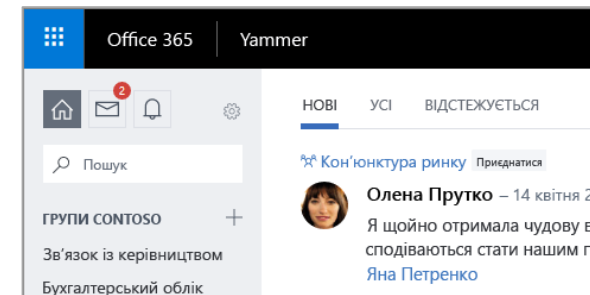 Office 365 Yammer
2
НОВІ УСІ ВІДСТЕЖУЄТЬСЯ
Пошук
Кон'юнктура ринку Приєднатися
Олена Прутко – 14 квітня
ГРУПИ CONTOSO
Я щойно отримала чудову
Зв'язок із керівництвом
сподіваються стати нашим
Яна Петренко
Бухгалтерський облік